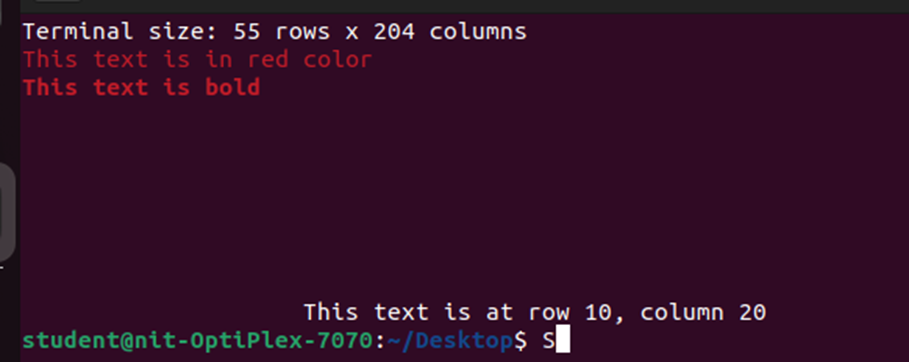 Terminal size: 55 rows x 204 columns
This text is in red color
This text is bold
This text is at row 10, column 20
student@nit-OptiPlex-7070:~/Desktop$ S